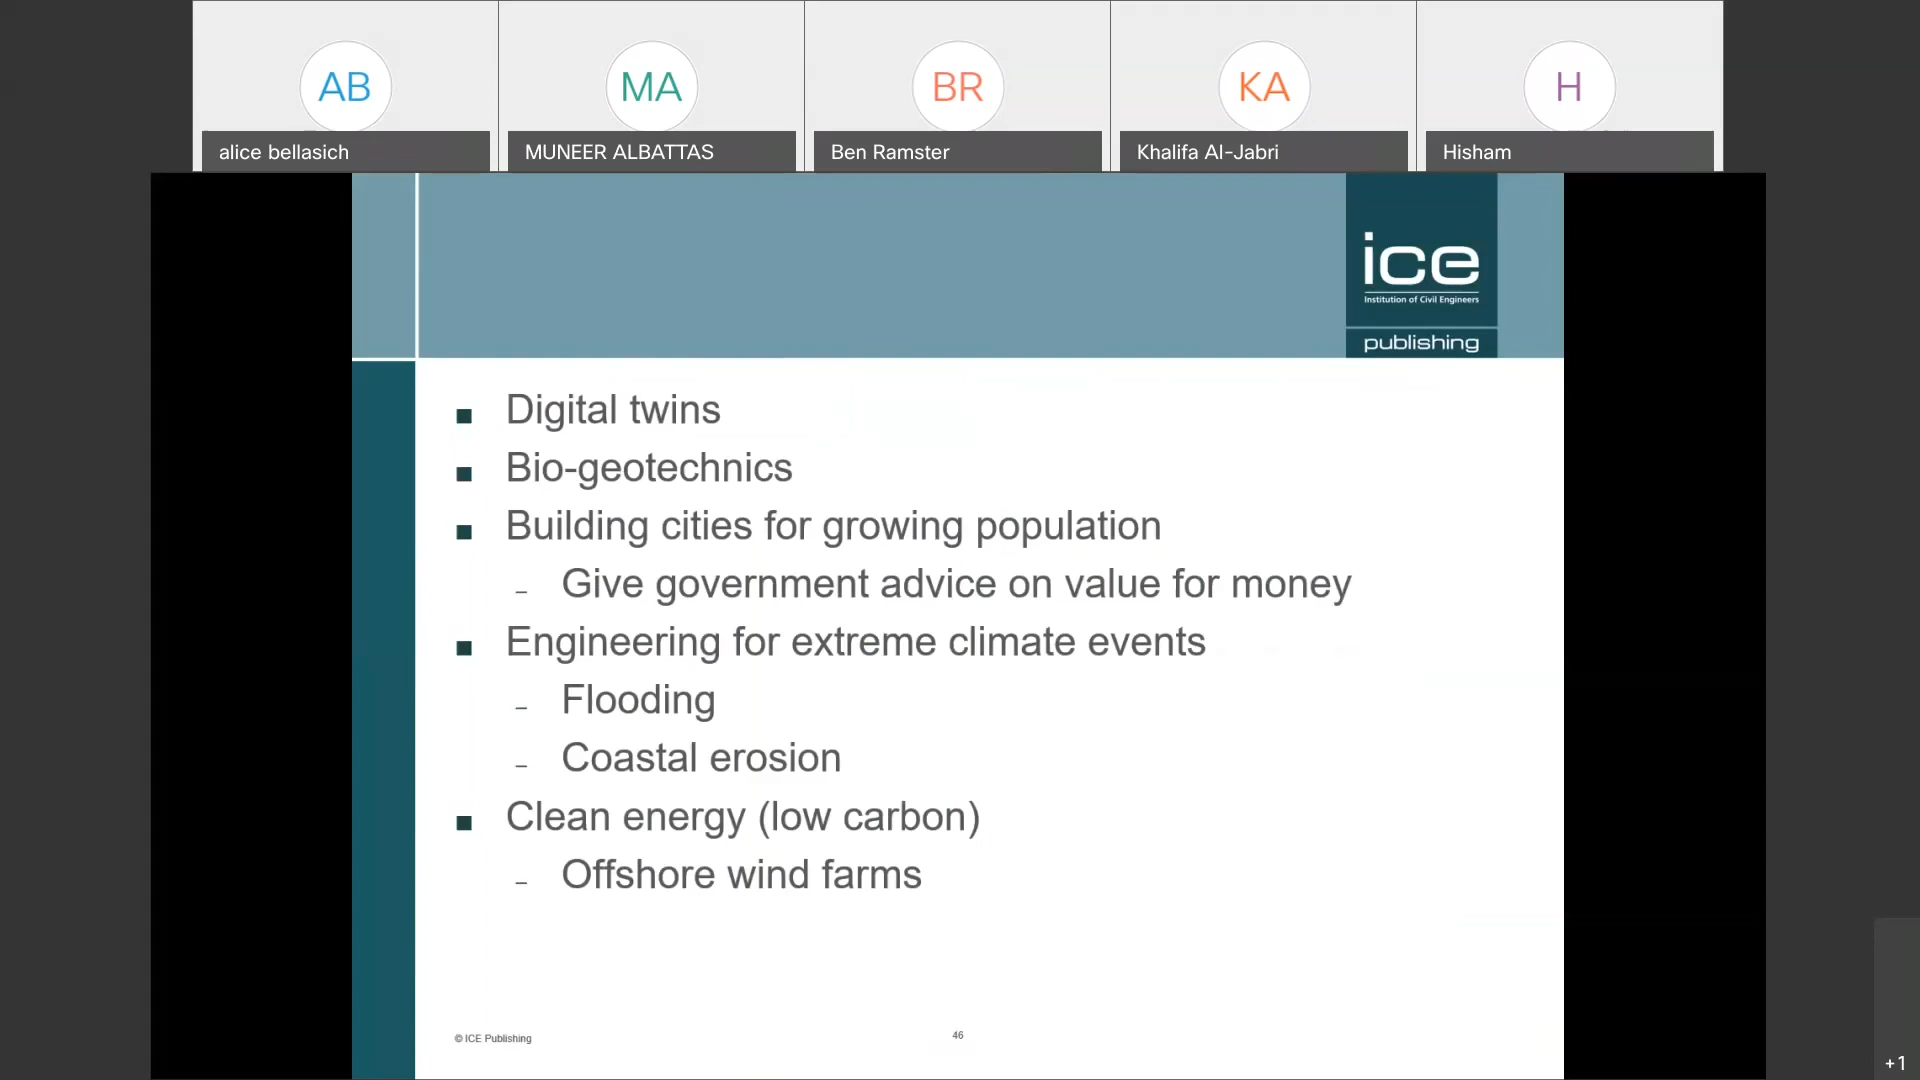 AB
MA
BR
KA
H
alice bellasich
MUNEER ALBATTAS
Ben Ramster
Khalifa Al-Jabri
Hisham
ice
Institution of Civil Engineers
publishing
Digital twins
Bio-geotechnics
Building cities for growing population
– Give government advice on value for money
Engineering for extreme climate events
– Flooding
– Coastal erosion
Clean energy (low carbon)
– Offshore wind farms
© ICE Publishing
46
+1